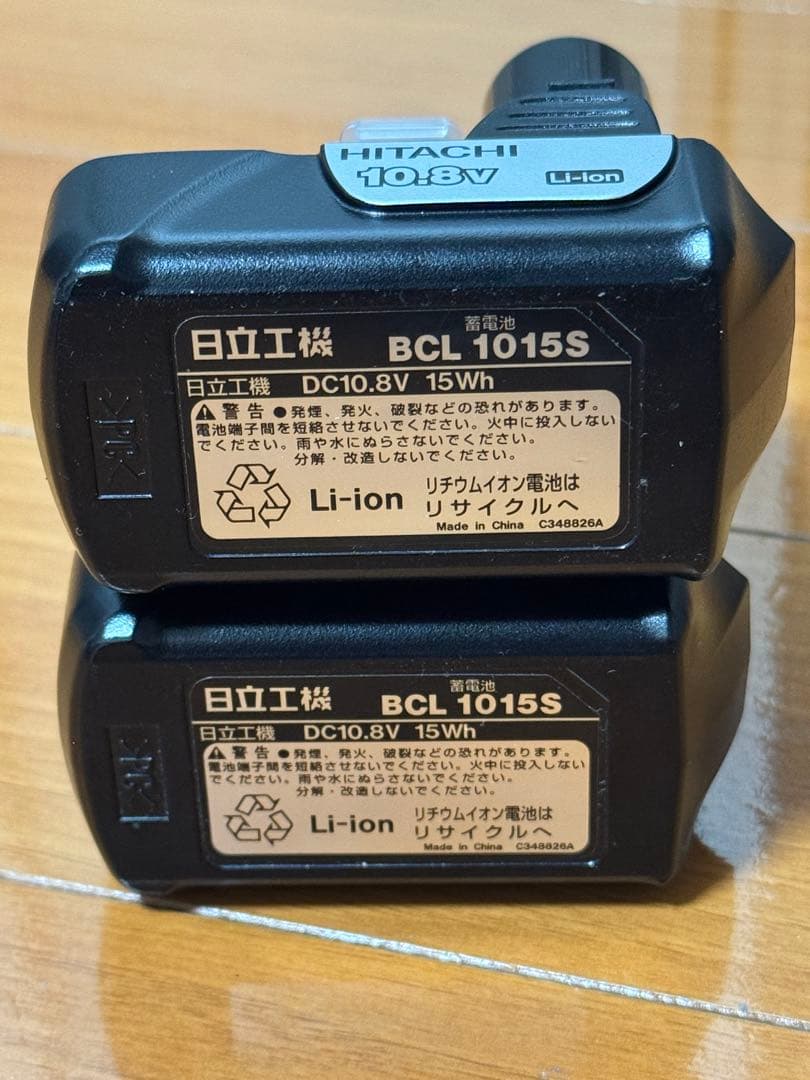 HITACHI
10.8V Li-ion
蓄電池
日立工機 BCL 1015S
日立工機 DC10.8V 15Wh
警告 ●発煙、発火、破裂などの恐れがあります。
電池端子間を短絡させないでください。火中に投入しない
でください。雨や水にぬらさないでください。
分解・改造しないでください。
Li-ion リチウムイオン電池は
リサイクルへ
Made in China C348826A
>PC<
蓄電池
日立工機 BCL 1015S
日立工機 DC10.8V 15Wh
警告 ●発煙、発火、破裂などの恐れがあります。
電池端子間を短絡させないでください。火中に投入しない
でください。雨や水にぬらさないでください。
分解・改造しないでください。
Li-ion リチウムイオン電池は
リサイクルへ
Made in China C348826A
>PC<